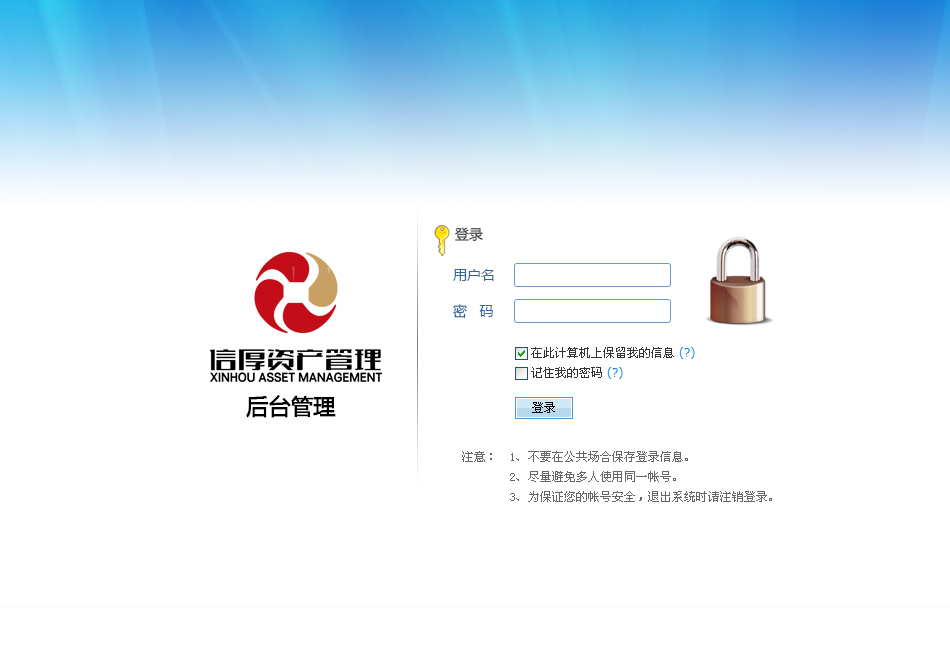 信厚资产管理
XINHOU ASSET MANAGEMENT
后台管理
登录
用户名
密 码
在此计算机上保留我的信息 (?)
记住我的密码 (?)
登录
注意: 1、不要在公共场合保存登录信息。
2、尽量避免多人使用同一帐号。
3、为保证您的帐号安全,退出系统时请注销登录。